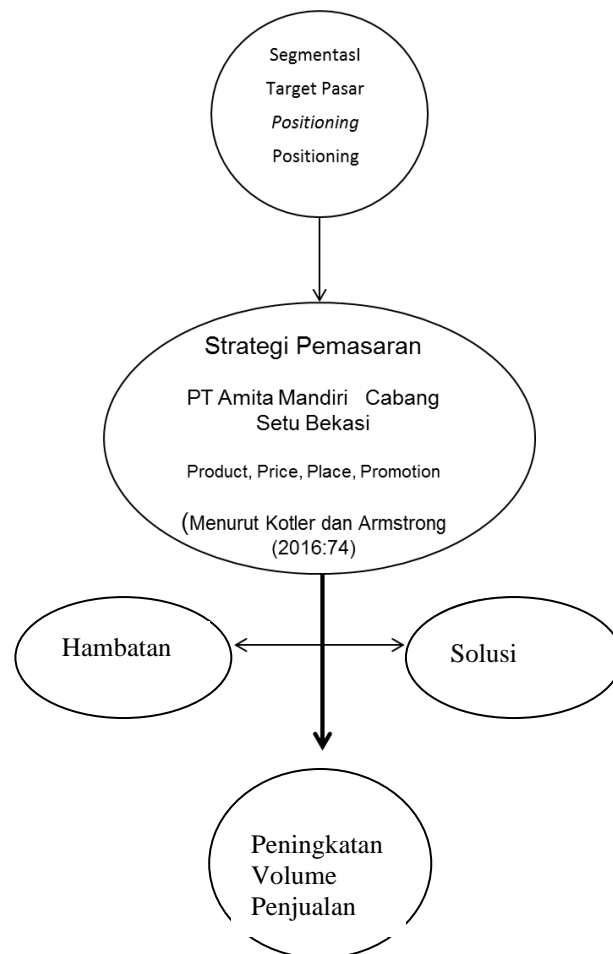 Segmentasl
Target Pasar
Positioning
Positioning
Strategi Pemasaran
PT Amita Mandiri Cabang
Setu Bekasi
Product, Price, Place, Promotion
(Menurut Kotler dan Armstrong
(2016:74)
Hambatan
Solusi
Peningkatan
Volume
Penjualan